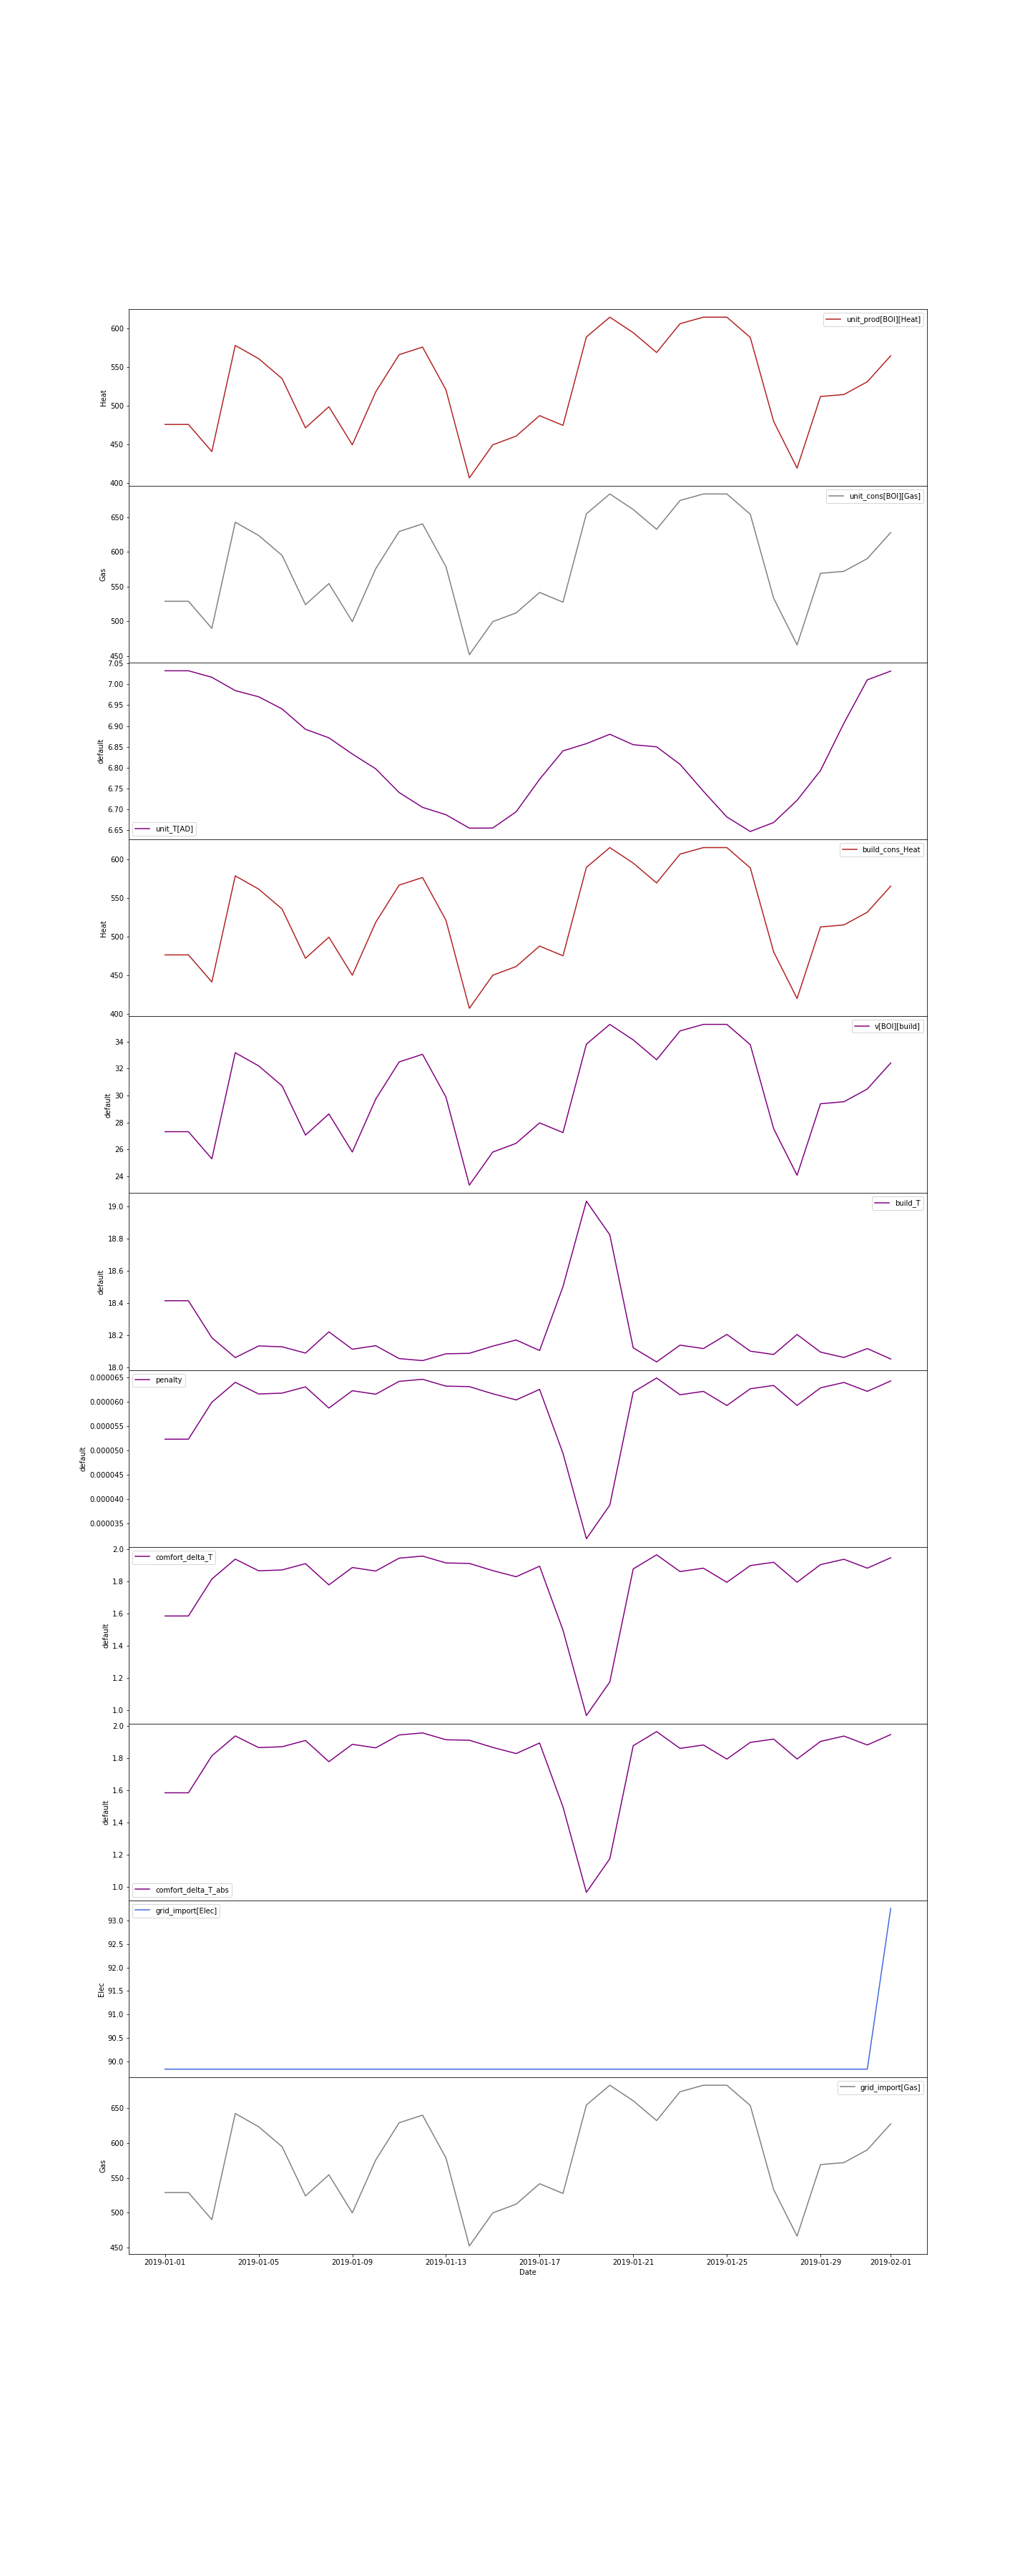 unit_prod[BOI][Heat]
600
550
500
450
400
Heat
unit_cons[BOI][Gas]
650
600
550
500
450
Gas
7.05
7.00
6.95
6.90
6.85
6.80
6.75
6.70
6.65
default
unit_T[AD]
build_cons_Heat
600
550
500
450
400
Heat
v[BOI][build]
34
32
30
28
26
24
default
build_T
19.0
18.8
18.6
18.4
18.2
18.0
default
penalty
0.000065
0.000060
0.000055
0.000050
0.000045
0.000040
0.000035
default
comfort_delta_T
2.0
1.8
1.6
1.4
1.2
1.0
default
2.0
1.8
1.6
1.4
1.2
1.0
default
comfort_delta_T_abs
grid_import[Elec]
93.0
92.5
92.0
91.5
91.0
90.5
90.0
Elec
grid_import[Gas]
650
600
550
500
450
Gas
2019-01-01 2019-01-05 2019-01-09 2019-01-13 2019-01-17 2019-01-21 2019-01-25 2019-01-29 2019-02-01
Date